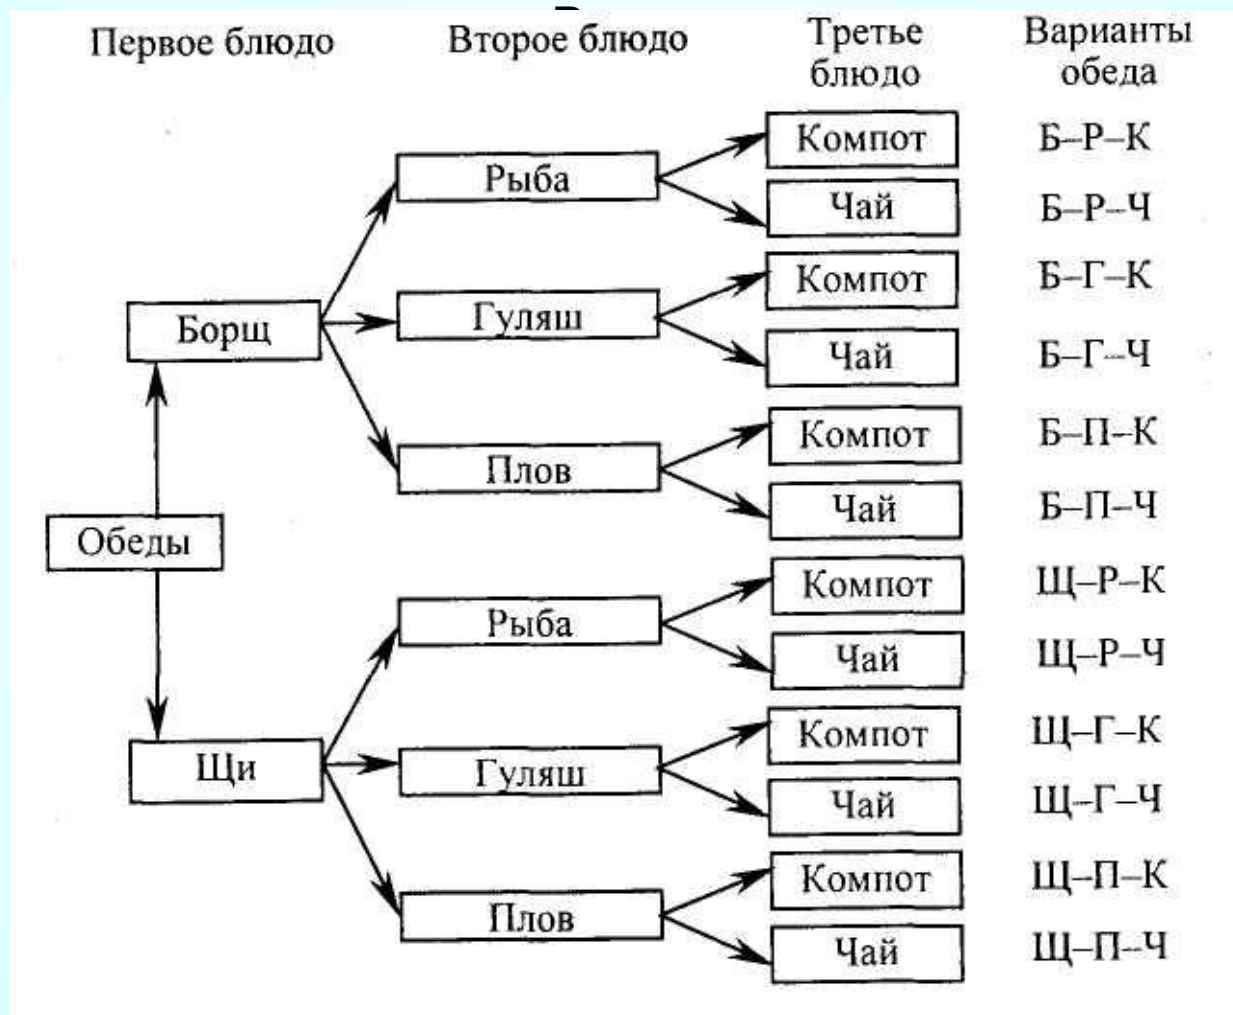 Первое блюдо
Второе блюдо
Третье
блюдо
Варианты
обеда
Компот
Б–Р–К
Рыба
Чай
Б–Р–Ч
Компот
Б–Г–К
Борщ
Гуляш
Чай
Б–Г–Ч
Компот
Б–П–К
Плов
Чай
Б–П–Ч
Обеды
Компот
Щ–Р–К
Рыба
Чай
Щ–Р–Ч
Компот
Щ–Г–К
Щи
Гуляш
Чай
Щ–Г–Ч
Компот
Щ–П–К
Плов
Чай
Щ–П–Ч